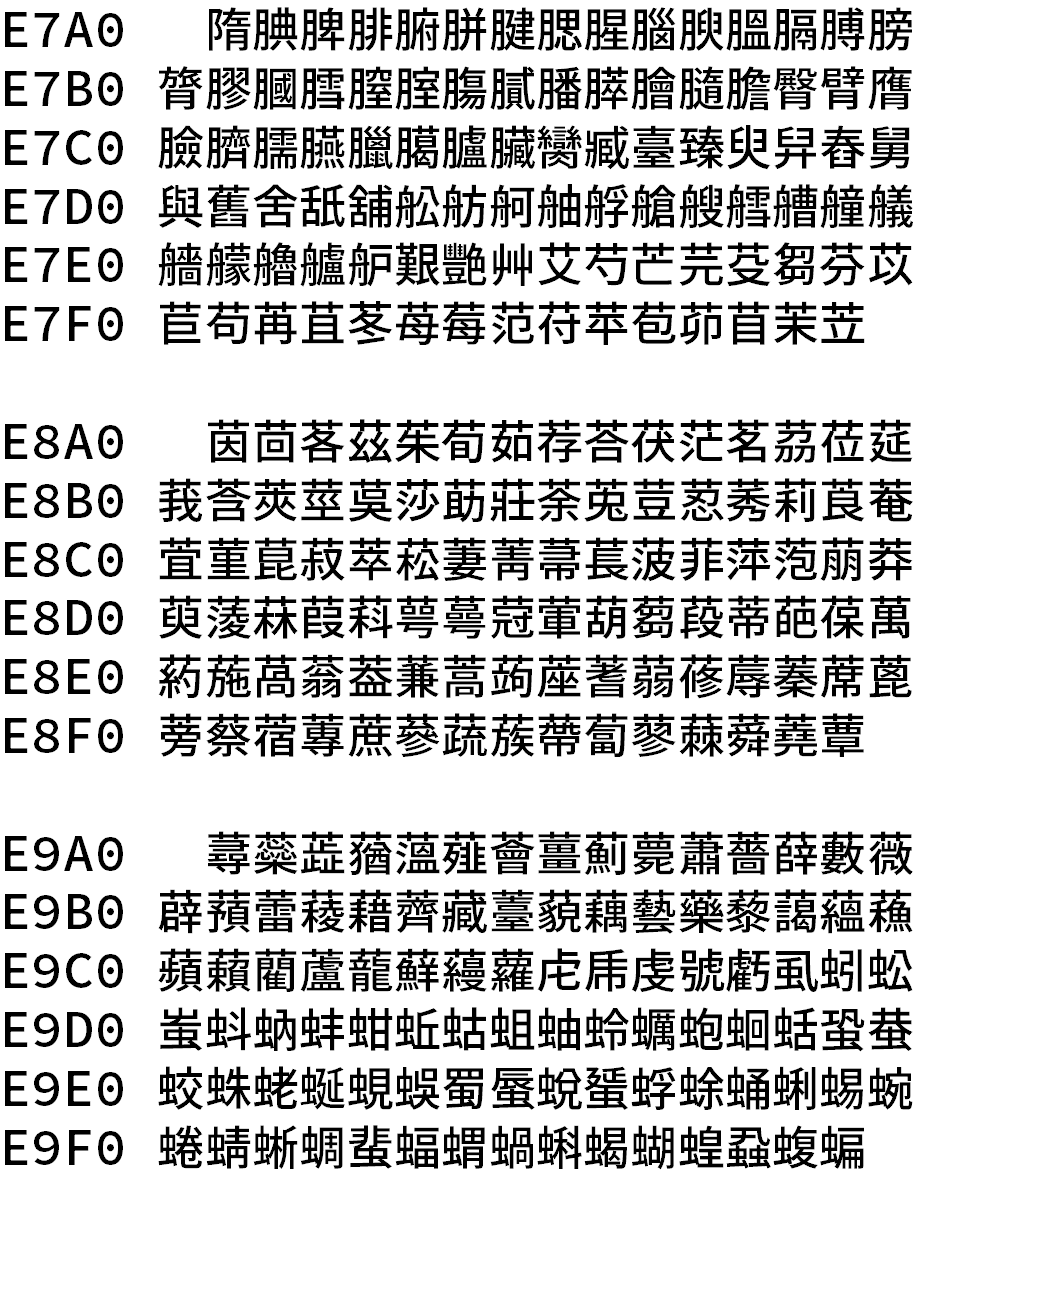 E7A0 隋腆脾腓腑胼腱腮腥腦腴膃膈膊膀
E7B0 膂膠膕膤膣腟膓膩膰膵膾膸膽臀臂膺
E7C0 臉臍臑臙臘臈臚臟臠臧臺臻臾舁舂舅
E7D0 與舊舍舐舖舩舫舸舳艀艙艘艝艚艟艤
E7E0 艢艨艪艫舮艱艷艸艾芍芒芫芟芻芬苡
E7F0 苣苟苒苴苳苺莓范苻苹苞茆苜茉苙
E8A0 茵茴茖茲茱荀茹荐荅茯茫茗茘莅莚
E8B0 莪莟莢莖茣莎莇莊荼莵荳荵莠莉莨菴
E8C0 萓菫菎菽萃菘萋菁菷萇菠菲萍萢萠莽
E8D0 萸蔆菻葭萪萼蕚蒄葷葫蒭葮蒂葩葆萬
E8E0 葯葹萵蓊葢蒹蒿蒟蓙蓍蒻蓚蓐蓁蓆蓖
E8F0 蒡蔡蓿蓴蔗蔘蔬蔟蔕蔔蓼蕀蕣蕘蕈
E9A0 蕁蘂蕋蕕薀薤薈薑薊薨蕭薔薛藪薇
E9B0 薜蕷蕾薐藉薺藏薹藐藕藝藥藜藹蘊蘓
E9C0 蘋藾藺蘆蘢蘚蘰蘿虍乕虔號虧虱蚓蚣
E9D0 蚩蚪蚋蚌蚶蚯蛄蛆蚰蛉蠣蚫蛔蛞蛩蛬
E9E0 蛟蛛蛯蜒蜆蜈蜀蜃蛻蜑蜉蜍蛹蜊蜴蜿
E9F0 蜷蜻蜥蜩蜚蝠蝟蝸蝌蝎蝴蝗蝨蝮蝙